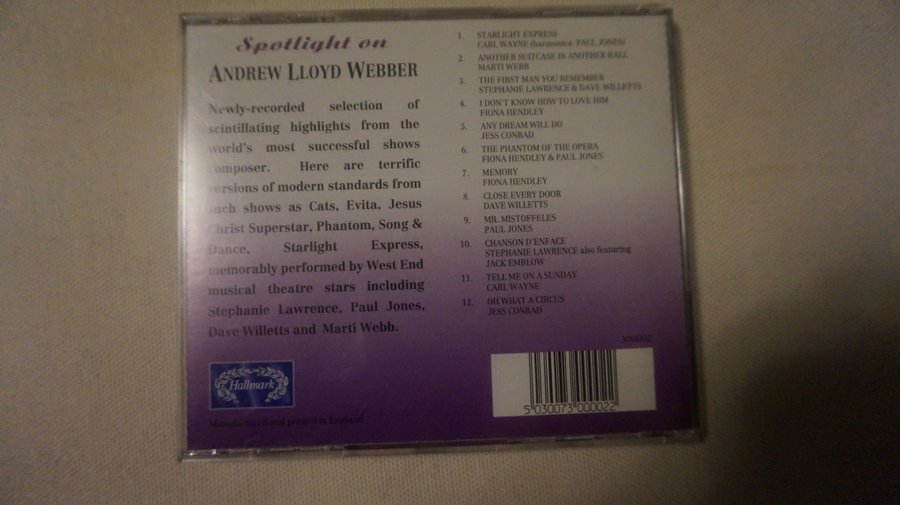 Spotlight on
ANDREW LLOYD WEBBER
Newly-recorded selection of
scintillating highlights from the
world's most successful shows
composer. Here are terrific
versions of modern standards from
such shows as Cats, Evita, Jesus
Christ Superstar, Phantom, Song &
Dance, Starlight Express,
memorably performed by West End
musical theatre stars including
Stephanie Lawrence, Paul Jones,
Dave Willetts and Marti Webb.
Hallmark
Manufactured and printed in England
1. STARLIGHT EXPRESS
CARL WAYNE (harmonica: PAUL JONES)
2. ANOTHER SUITCASE IN ANOTHER HALL
MARTI WEBB
3. THE FIRST MAN YOU REMEMBER
STEPHANIE LAWRENCE & DAVE WILLETTS
4. I DON'T KNOW HOW TO LOVE HIM
FIONA HENDLEY
5. ANY DREAM WILL DO
JESS CONRAD
6. THE PHANTOM OF THE OPERA
FIONA HENDLEY & PAUL JONES
7. MEMORY
FIONA HENDLEY
8. CLOSE EVERY DOOR
DAVE WILLETTS
9. MR. MISTOFFELES
PAUL JONES
10. CHANSON D'ENFACE
STEPHANIE LAWRENCE also featuring
JACK EMBLOW
11. TELL ME ON A SUNDAY
CARL WAYNE
12. OH WHAT A CIRCUS
JESS CONRAD
300002
5 030073 000022